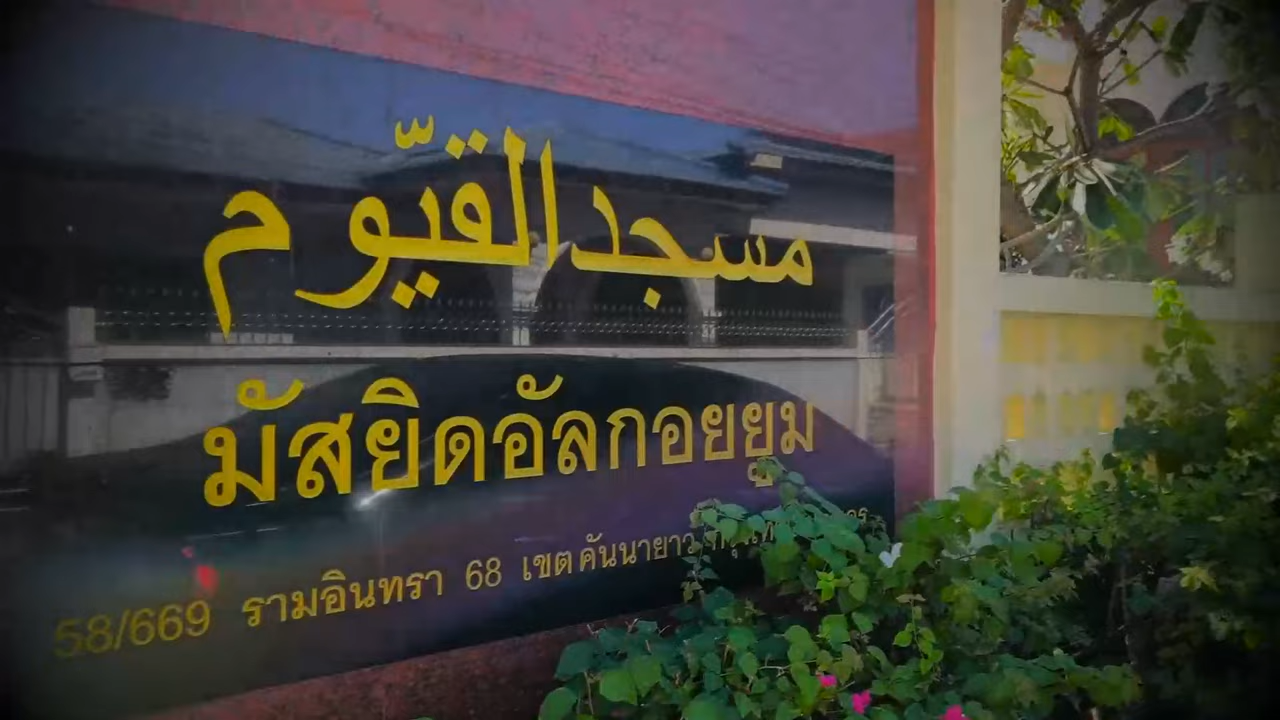 مسجد القيّوم
มัสยิดอัลกอยยูม
58/669 รามอินทรา 68 เขตคันนายาว